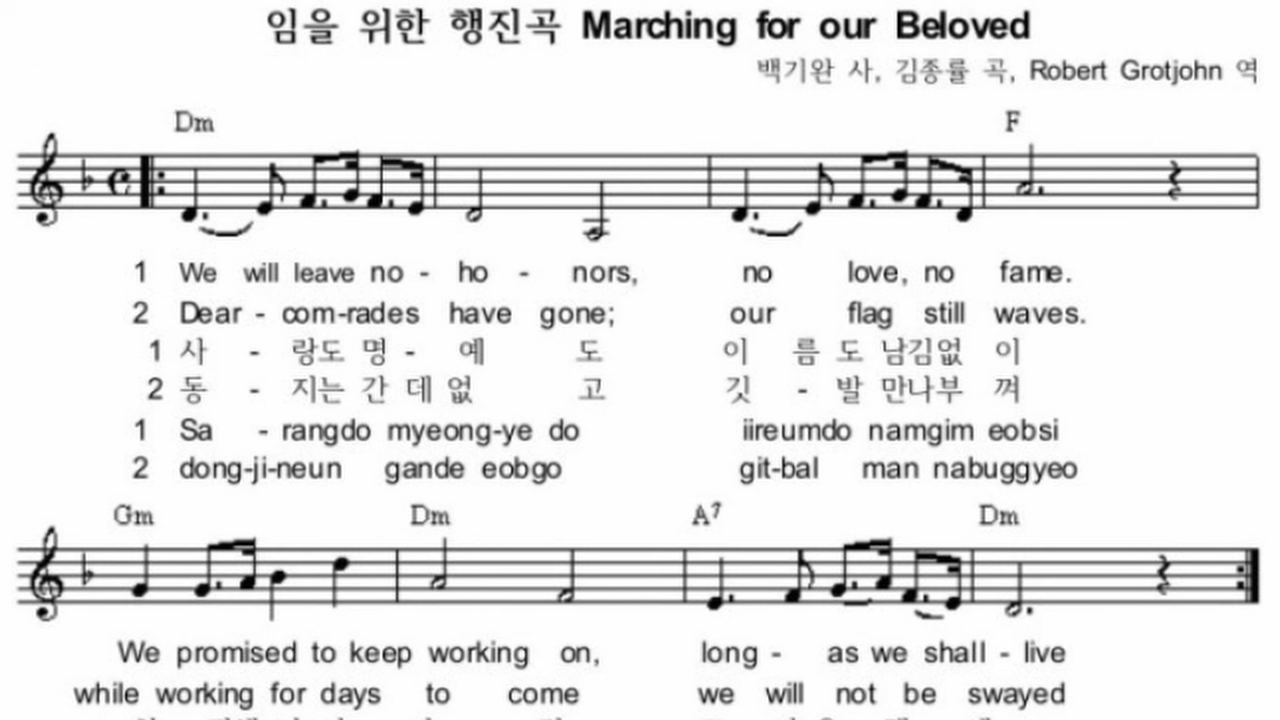 임을 위한 행진곡 Marching for our Beloved
백기완 사, 김종률 곡, Robert Grotjohn 역
Dm F
1 We will leave no - ho - nors, no love, no fame.
2 Dear - com-rades have gone; our flag still waves.
1 사 - 랑도 명 - 예 도 이 름 도 남김없 이
2 동 - 지는 간 데 없 고 깃 - 발 만나부 껴
1 Sa - rangdo myeong-ye do iireumdo namgim eobsi
2 dong-ji-neun gande eobgo git-bal man nabuggyeo
Gm Dm A7 Dm
We promised to keep working on, long - as we shall - live
while working for days to come we will not be swayed